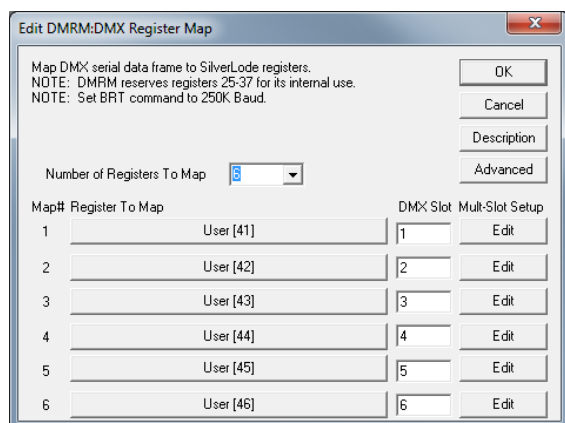 Edit DMRM:DMX Register Map
Map DMX serial data frame to SilverLode registers.
NOTE: DMRM reserves registers 25-37 for its internal use.
NOTE: Set BRT command to 250K Baud.
OK
Cancel
Description
Advanced
Number of Registers To Map 6
Map# Register To Map DMX Slot Mult-Slot Setup
1 User [41] 1 Edit
2 User [42] 2 Edit
3 User [43] 3 Edit
4 User [44] 4 Edit
5 User [45] 5 Edit
6 User [46] 6 Edit